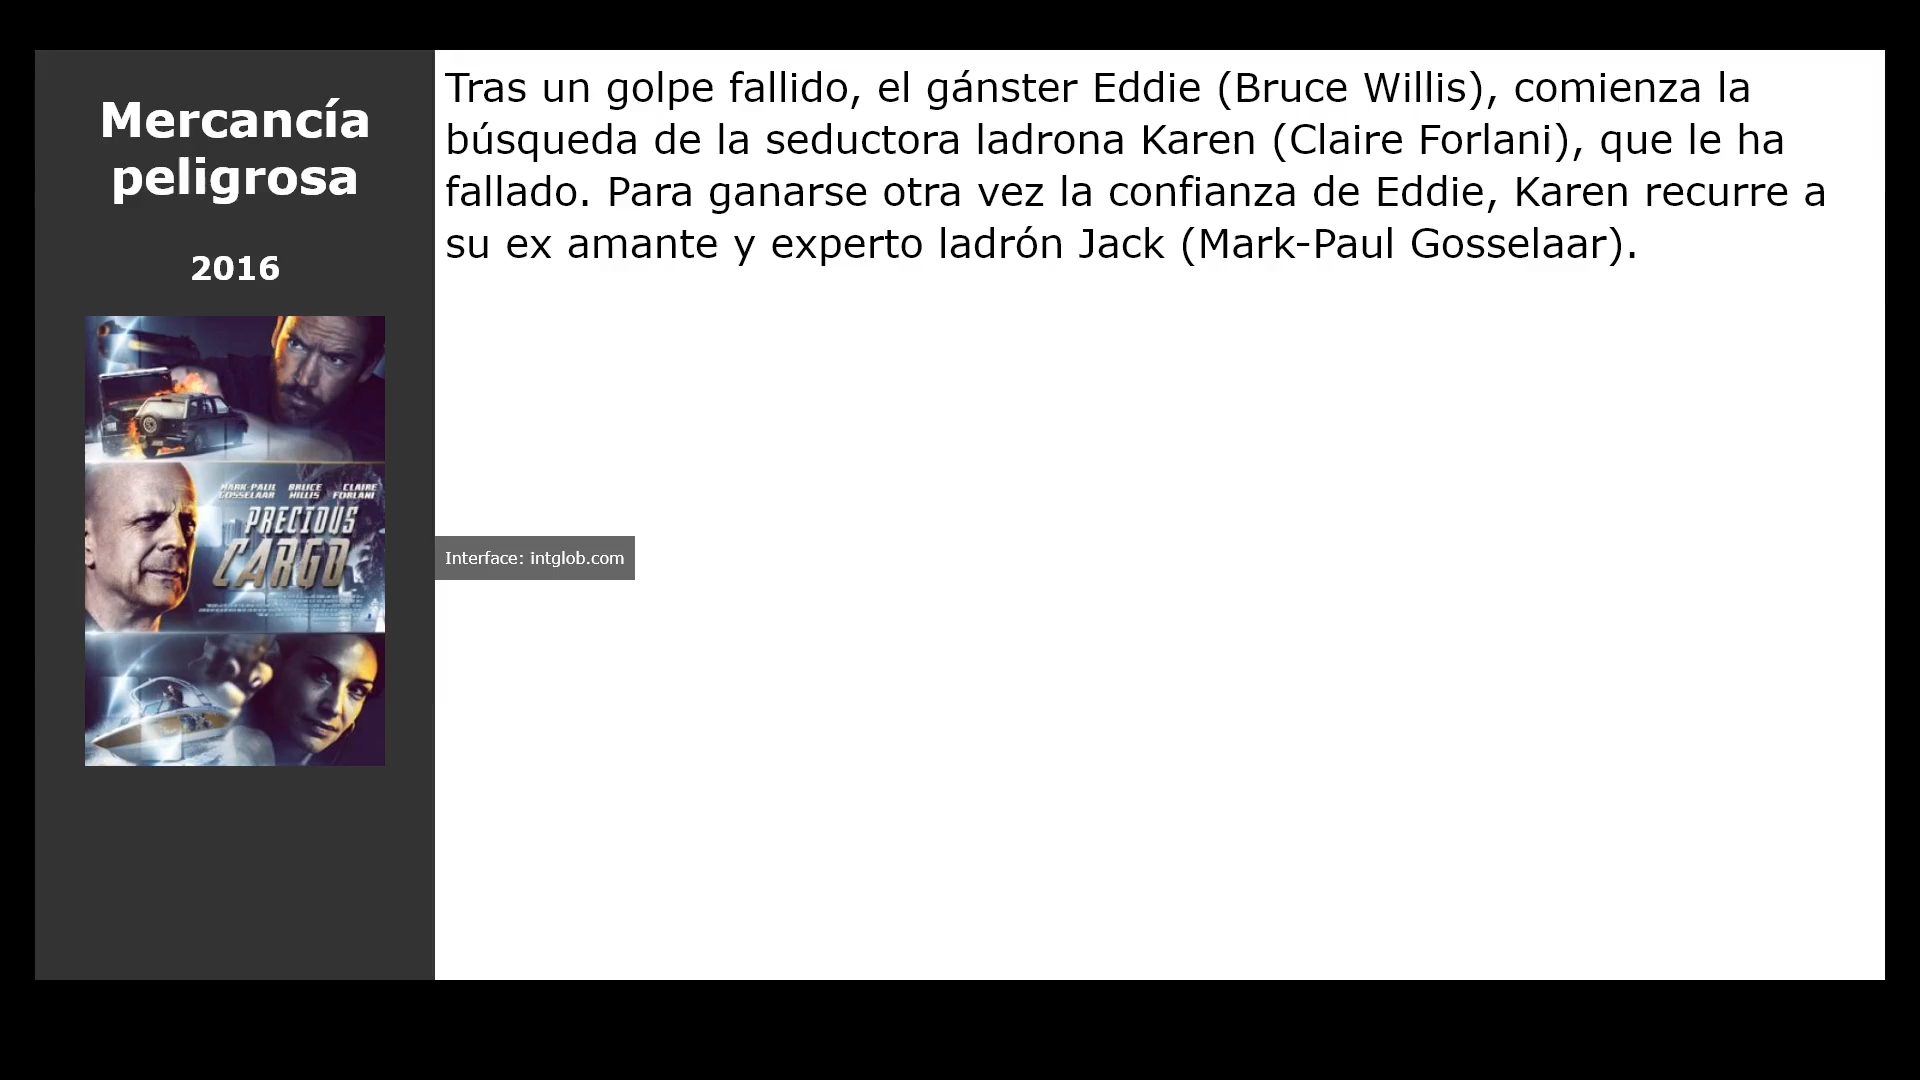 Mercancía
peligrosa
2016
MARK-PAUL GOSSELAAR BRUCE WILLIS CLAIRE FORLANI
PRECIOUS
CARGO
Tras un golpe fallido, el gánster Eddie (Bruce Willis), comienza la
búsqueda de la seductora ladrona Karen (Claire Forlani), que le ha
fallado. Para ganarse otra vez la confianza de Eddie, Karen recurre a
su ex amante y experto ladrón Jack (Mark-Paul Gosselaar).
Interface: intglob.com